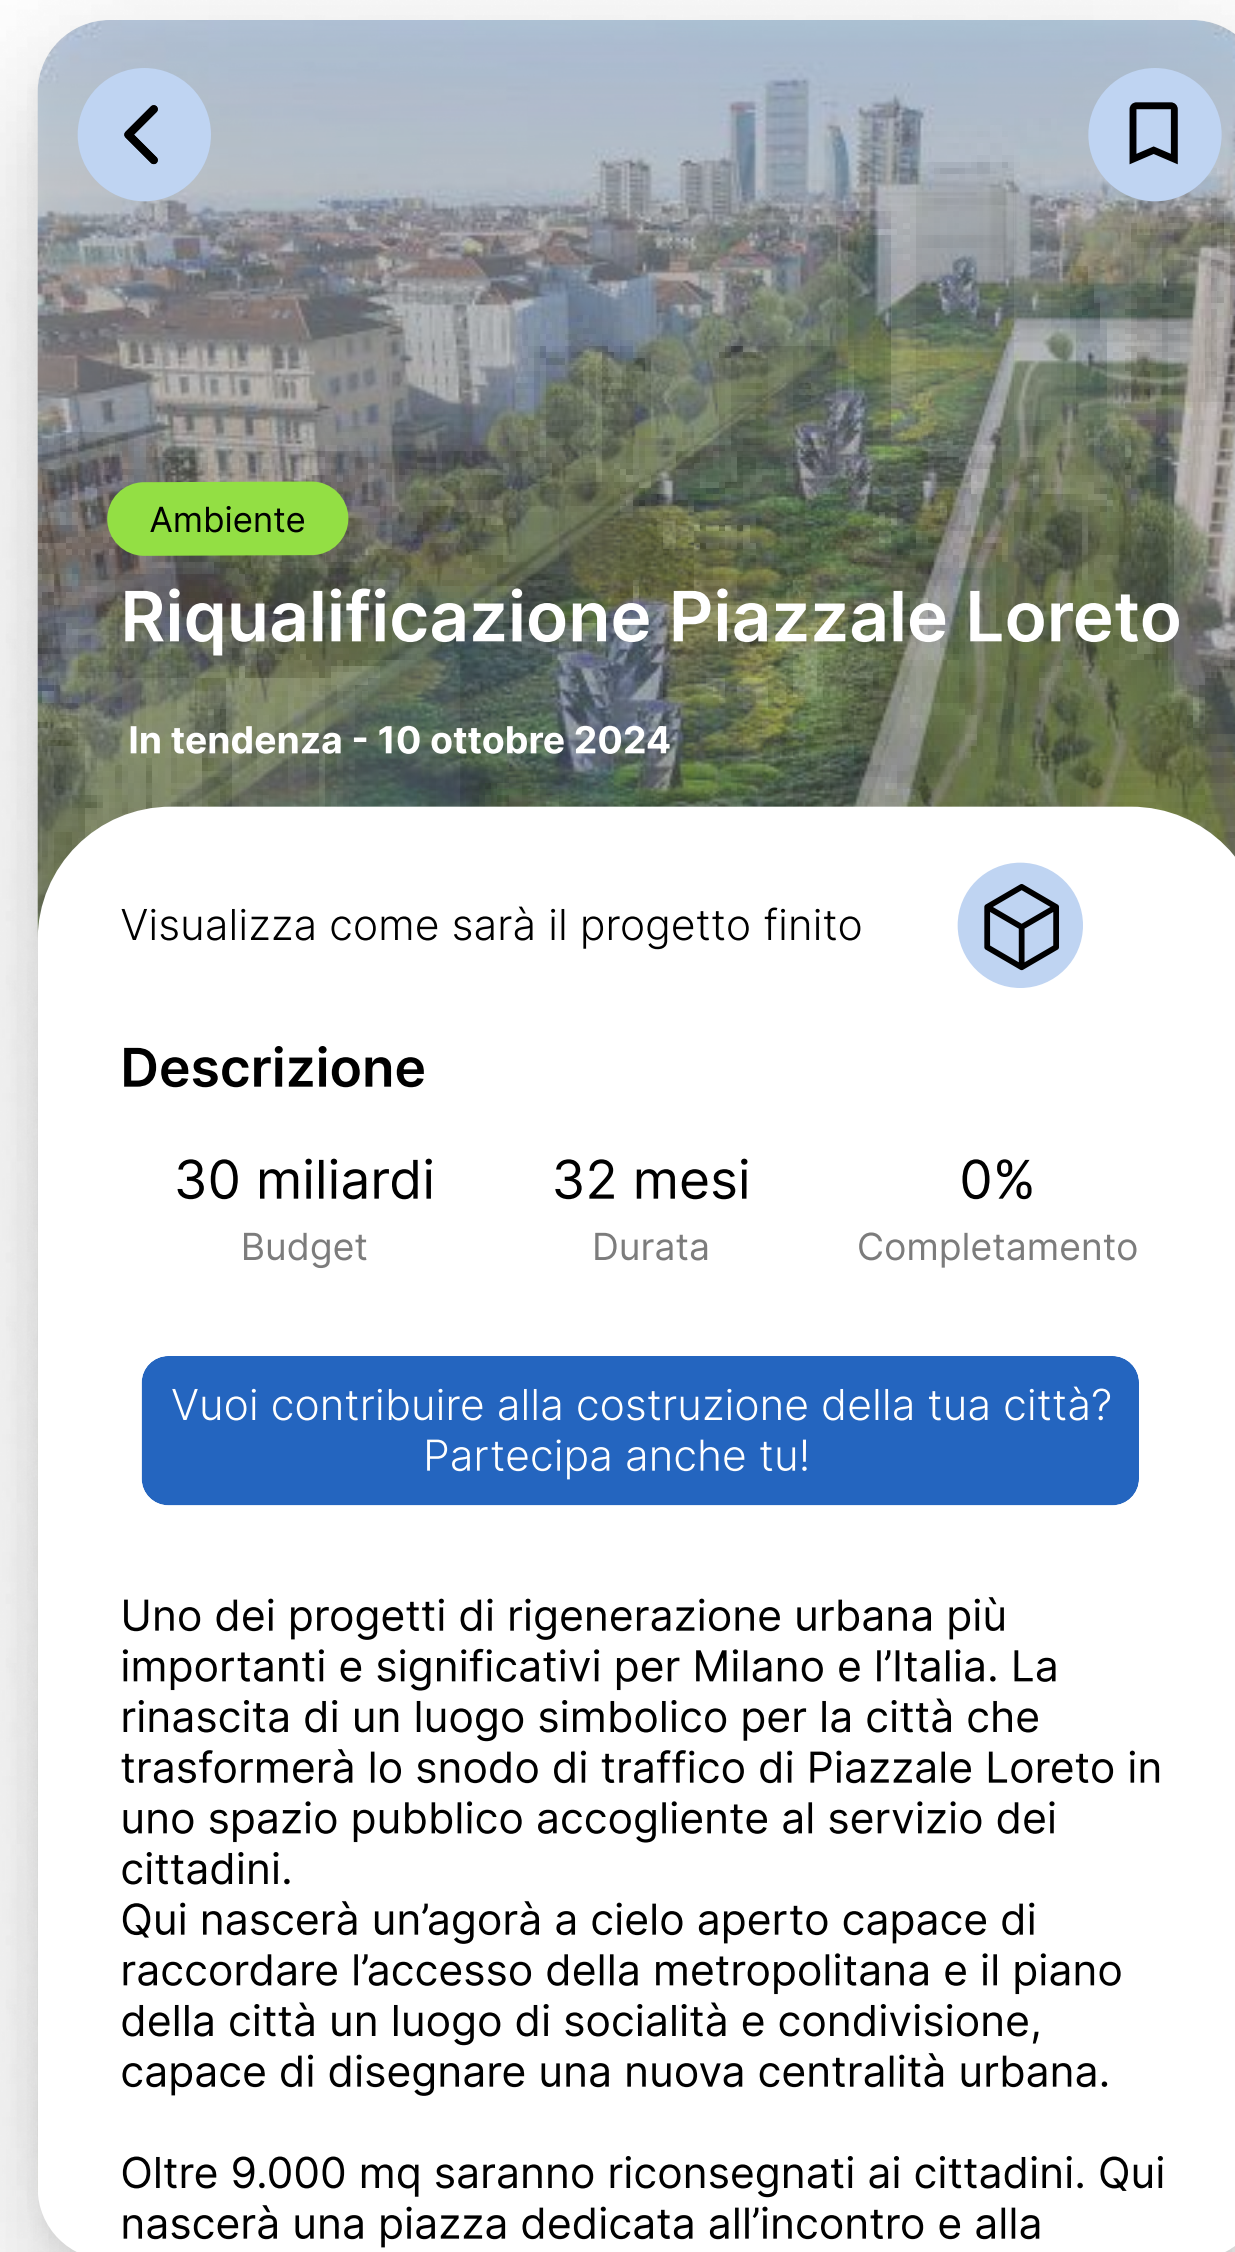 Ambiente
Riqualificazione Piazzale Loreto
In tendenza - 10 ottobre 2024
Visualizza come sarà il progetto finito
Descrizione
30 miliardi 32 mesi 0%
Budget Durata Completamento
Vuoi contribuire alla costruzione della tua città?
Partecipa anche tu!
Uno dei progetti di rigenerazione urbana più
importanti e significativi per Milano e l’Italia. La
rinascita di un luogo simbolico per la città che
trasformerà lo snodo di traffico di Piazzale Loreto in
uno spazio pubblico accogliente al servizio dei
cittadini.
Qui nascerà un’agorà a cielo aperto capace di
raccordare l’accesso della metropolitana e il piano
della città un luogo di socialità e condivisione,
capace di disegnare una nuova centralità urbana.
Oltre 9.000 mq saranno riconsegnati ai cittadini. Qui
nascerà una piazza dedicata all’incontro e alla